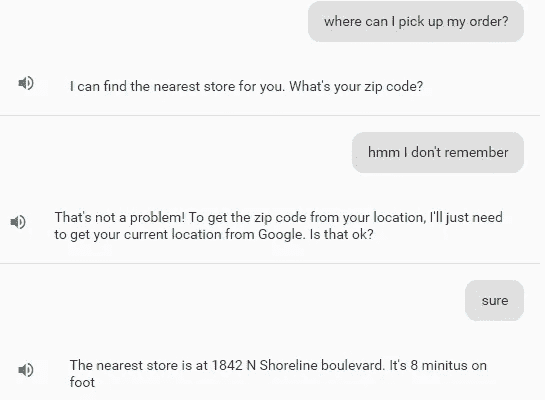 where can I pick up my order?
I can find the nearest store for you. What's your zip code?
hmm I don't remember
That's not a problem! To get the zip code from your location, I'll just need
to get your current location from Google. Is that ok?
sure
The nearest store is at 1842 N Shoreline boulevard. It's 8 minitus on
foot